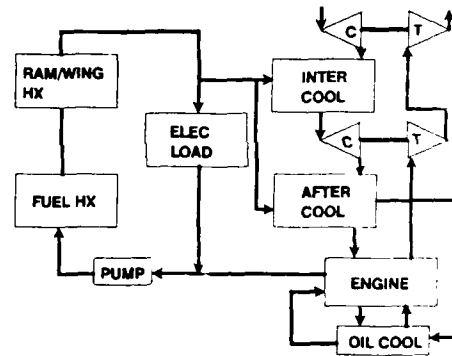 C
T
RAM/WING
HX
INTER
COOL
ELEC
LOAD
C
T
FUEL HX
AFTER
COOL
PUMP
ENGINE
OIL COOL